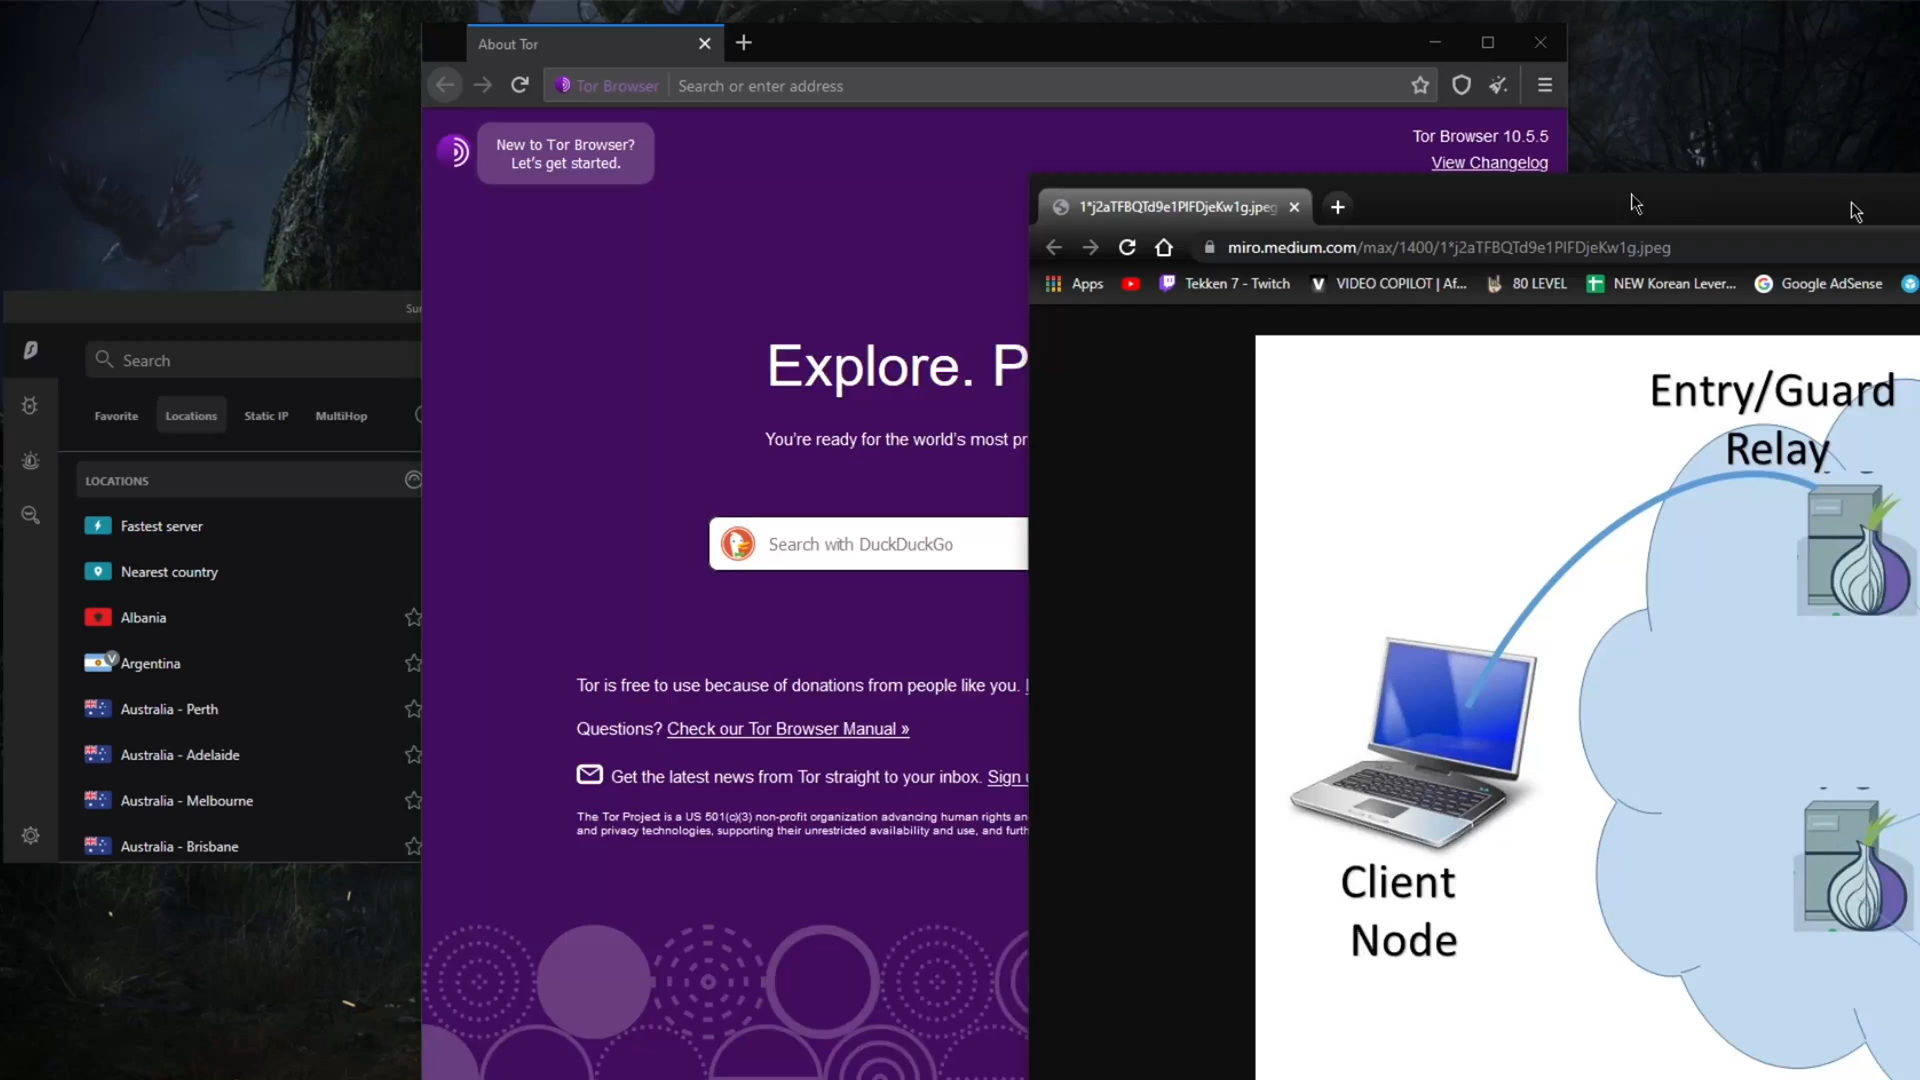 About Tor
Tor Browser
Search or enter address
New to Tor Browser?
Let's get started.
Tor Browser 10.5.5
View Changelog
Explore. P
You're ready for the world's most pr
Search with DuckDuckGo
Tor is free to use because of donations from people like you.
Questions? Check our Tor Browser Manual »
Get the latest news from Tor straight to your inbox. Sign
The Tor Project is a US 501(c)(3) non-profit organization advancing human rights an
and privacy technologies, supporting their unrestricted availability and use, and furth
Sur
Search
Favorite
Locations
Static IP
MultiHop
LOCATIONS
Fastest server
Nearest country
Albania
V
Argentina
Australia - Perth
Australia - Adelaide
Australia - Melbourne
Australia - Brisbane
1*j2aTFBQTd9e1PlFDjeKw1g.jpeg
miro.medium.com/max/1400/1*j2aTFBQTd9e1PlFDjeKw1g.jpeg
Apps
Tekken 7 - Twitch
V
VIDEO COPILOT | Af...
80 LEVEL
NEW Korean Lever...
Google AdSense
Entry/Guard
Relay
Client
Node